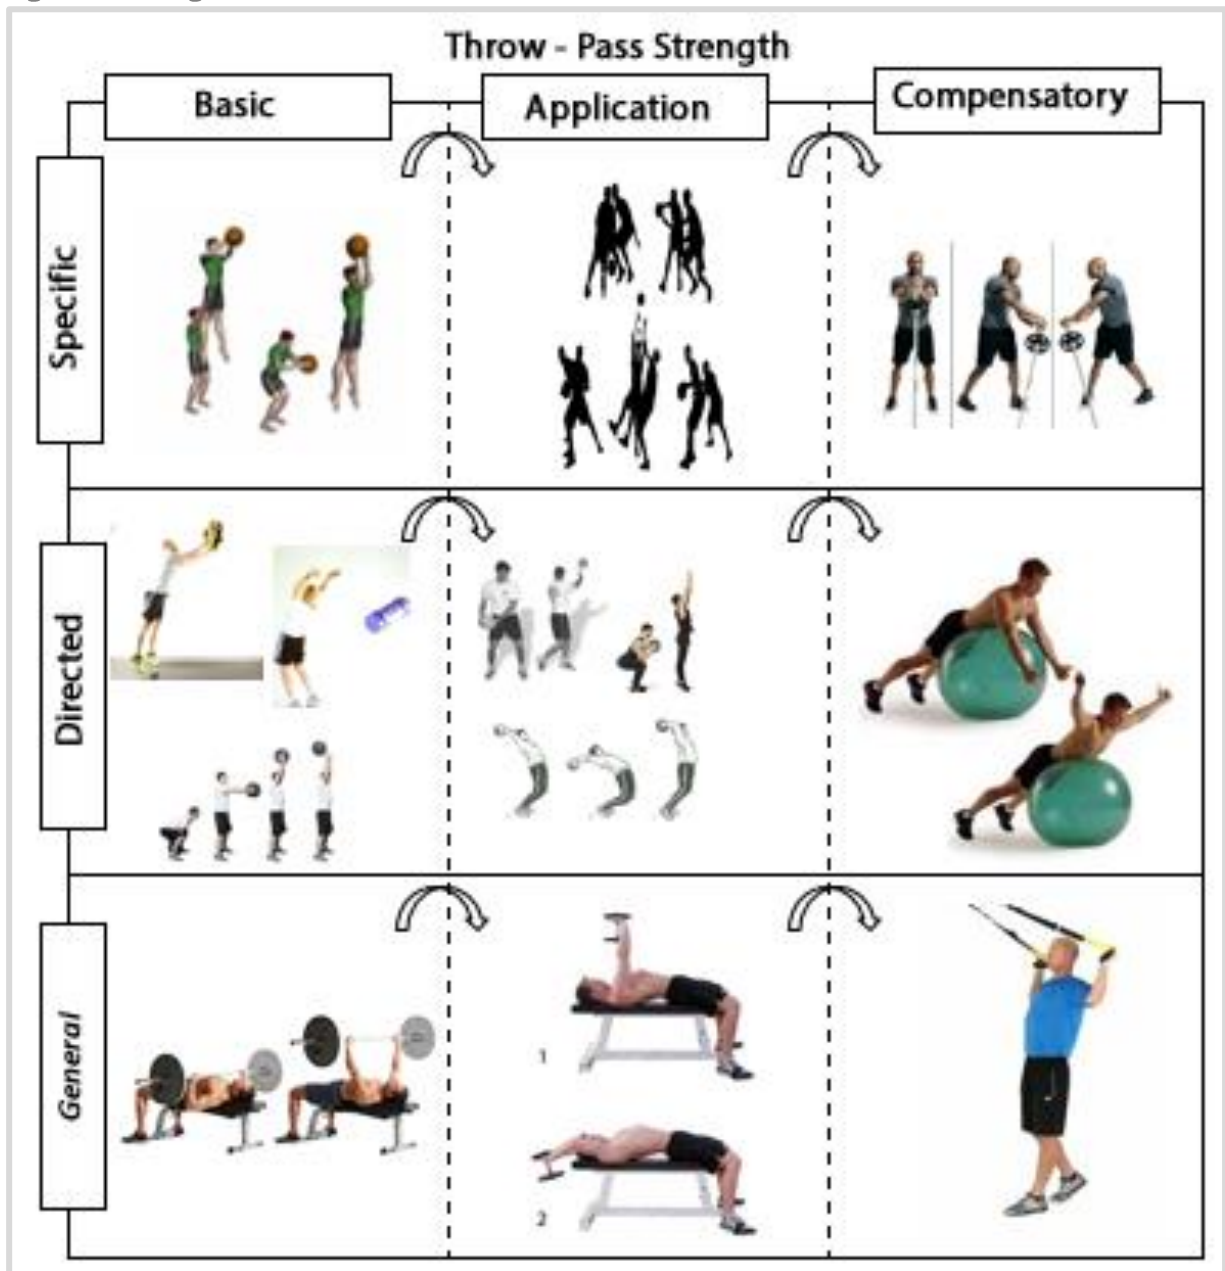 Throw - Pass Strength
Basic
Application
Compensatory
Specific
Directed
General
1
2